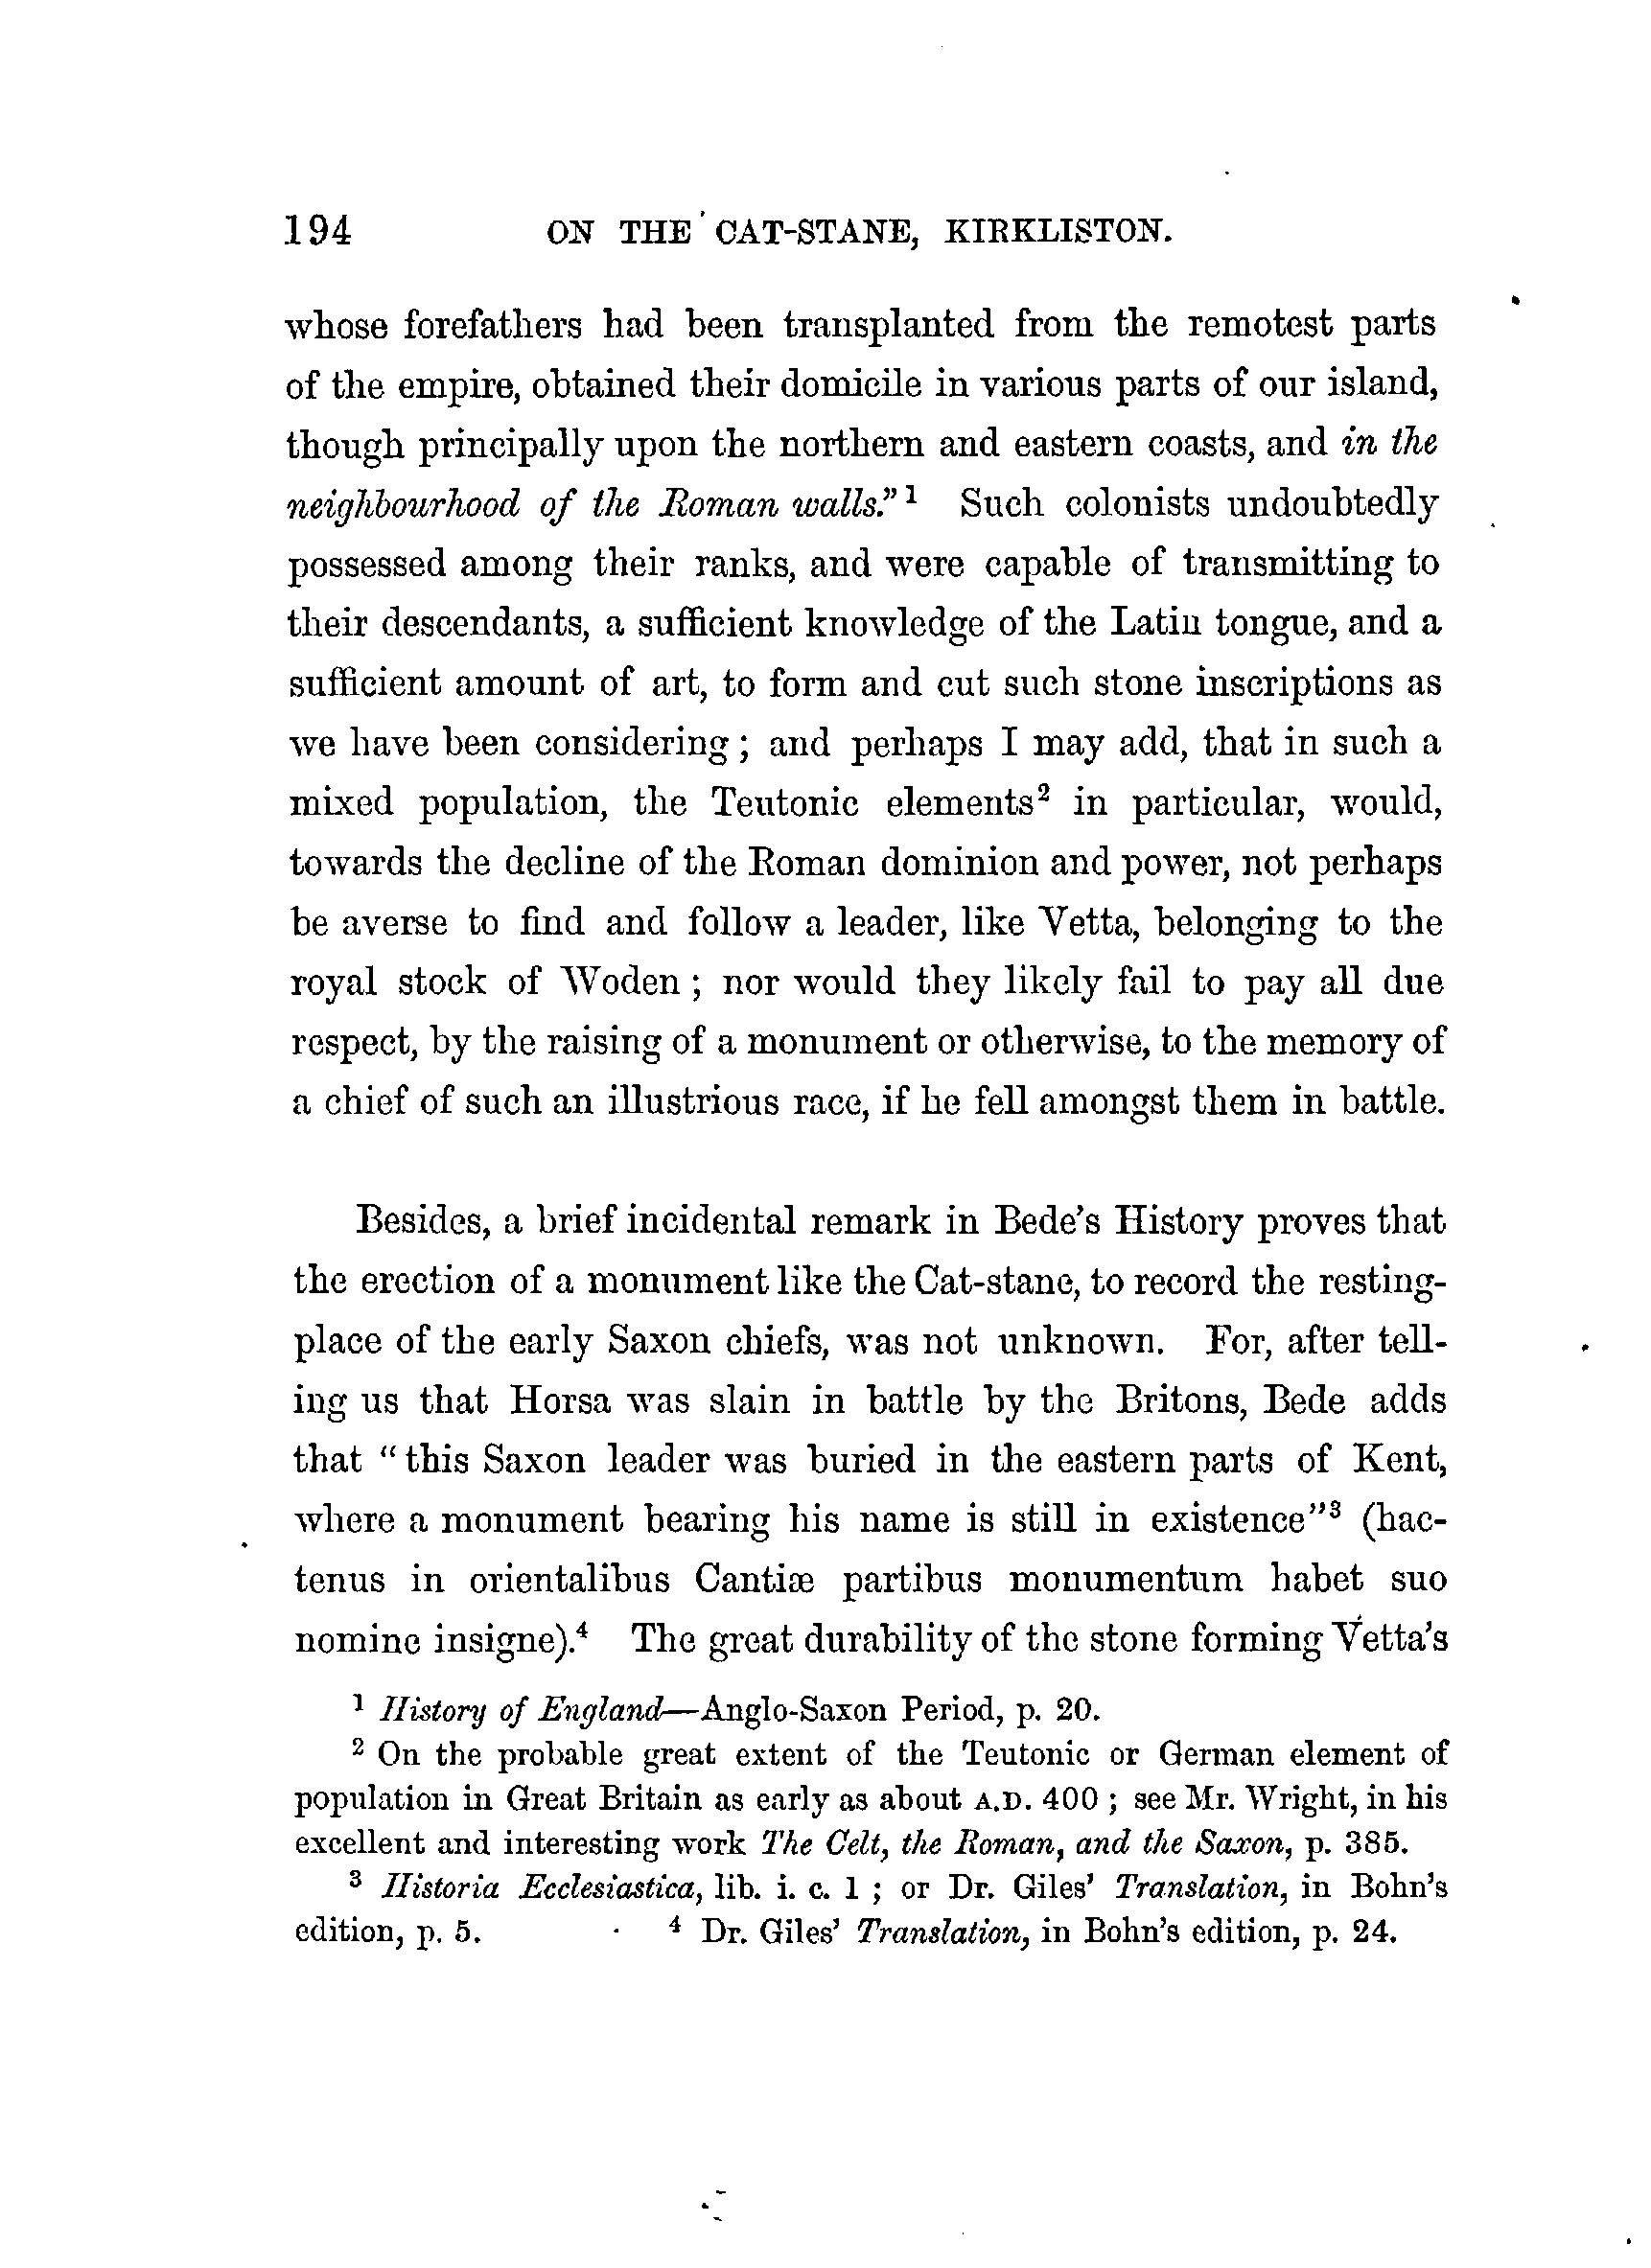 194 ON THE CAT-STANE, KIRKLISTON.
whose forefathers had been transplanted from the remotest parts
of the empire, obtained their domicile in various parts of our island,
though principally upon the northern and eastern coasts, and in the
neighbourhood of the Roman walls.” ¹ Such colonists undoubtedly
possessed among their ranks, and were capable of transmitting to
their descendants, a sufficient knowledge of the Latin tongue, and a
sufficient amount of art, to form and cut such stone inscriptions as
we have been considering ; and perhaps I may add, that in such a
mixed population, the Teutonic elements² in particular, would,
towards the decline of the Roman dominion and power, not perhaps
be averse to find and follow a leader, like Vetta, belonging to the
royal stock of Woden ; nor would they likely fail to pay all due
respect, by the raising of a monument or otherwise, to the memory of
a chief of such an illustrious race, if he fell amongst them in battle.
Besides, a brief incidental remark in Bede’s History proves that
the erection of a monument like the Cat-stane, to record the resting-
place of the early Saxon chiefs, was not unknown. For, after tell-
ing us that Horsa was slain in battle by the Britons, Bede adds
that “ this Saxon leader was buried in the eastern parts of Kent,
where a monument bearing his name is still in existence”³ (hac-
tenus in orientalibus Cantiæ partibus monumentum habet suo
nomine insigne).⁴ The great durability of the stone forming Vetta’s
¹ History of England—Anglo-Saxon Period, p. 20.
² On the probable great extent of the Teutonic or German element of
population in Great Britain as early as about A.D. 400 ; see Mr. Wright, in his
excellent and interesting work The Celt, the Roman, and the Saxon, p. 385.
³ Historia Ecclesiastica, lib. i. c. 1 ; or Dr. Giles’ Translation, in Bohn’s
edition, p. 5. ⁴ Dr. Giles’ Translation, in Bohn’s edition, p. 24.